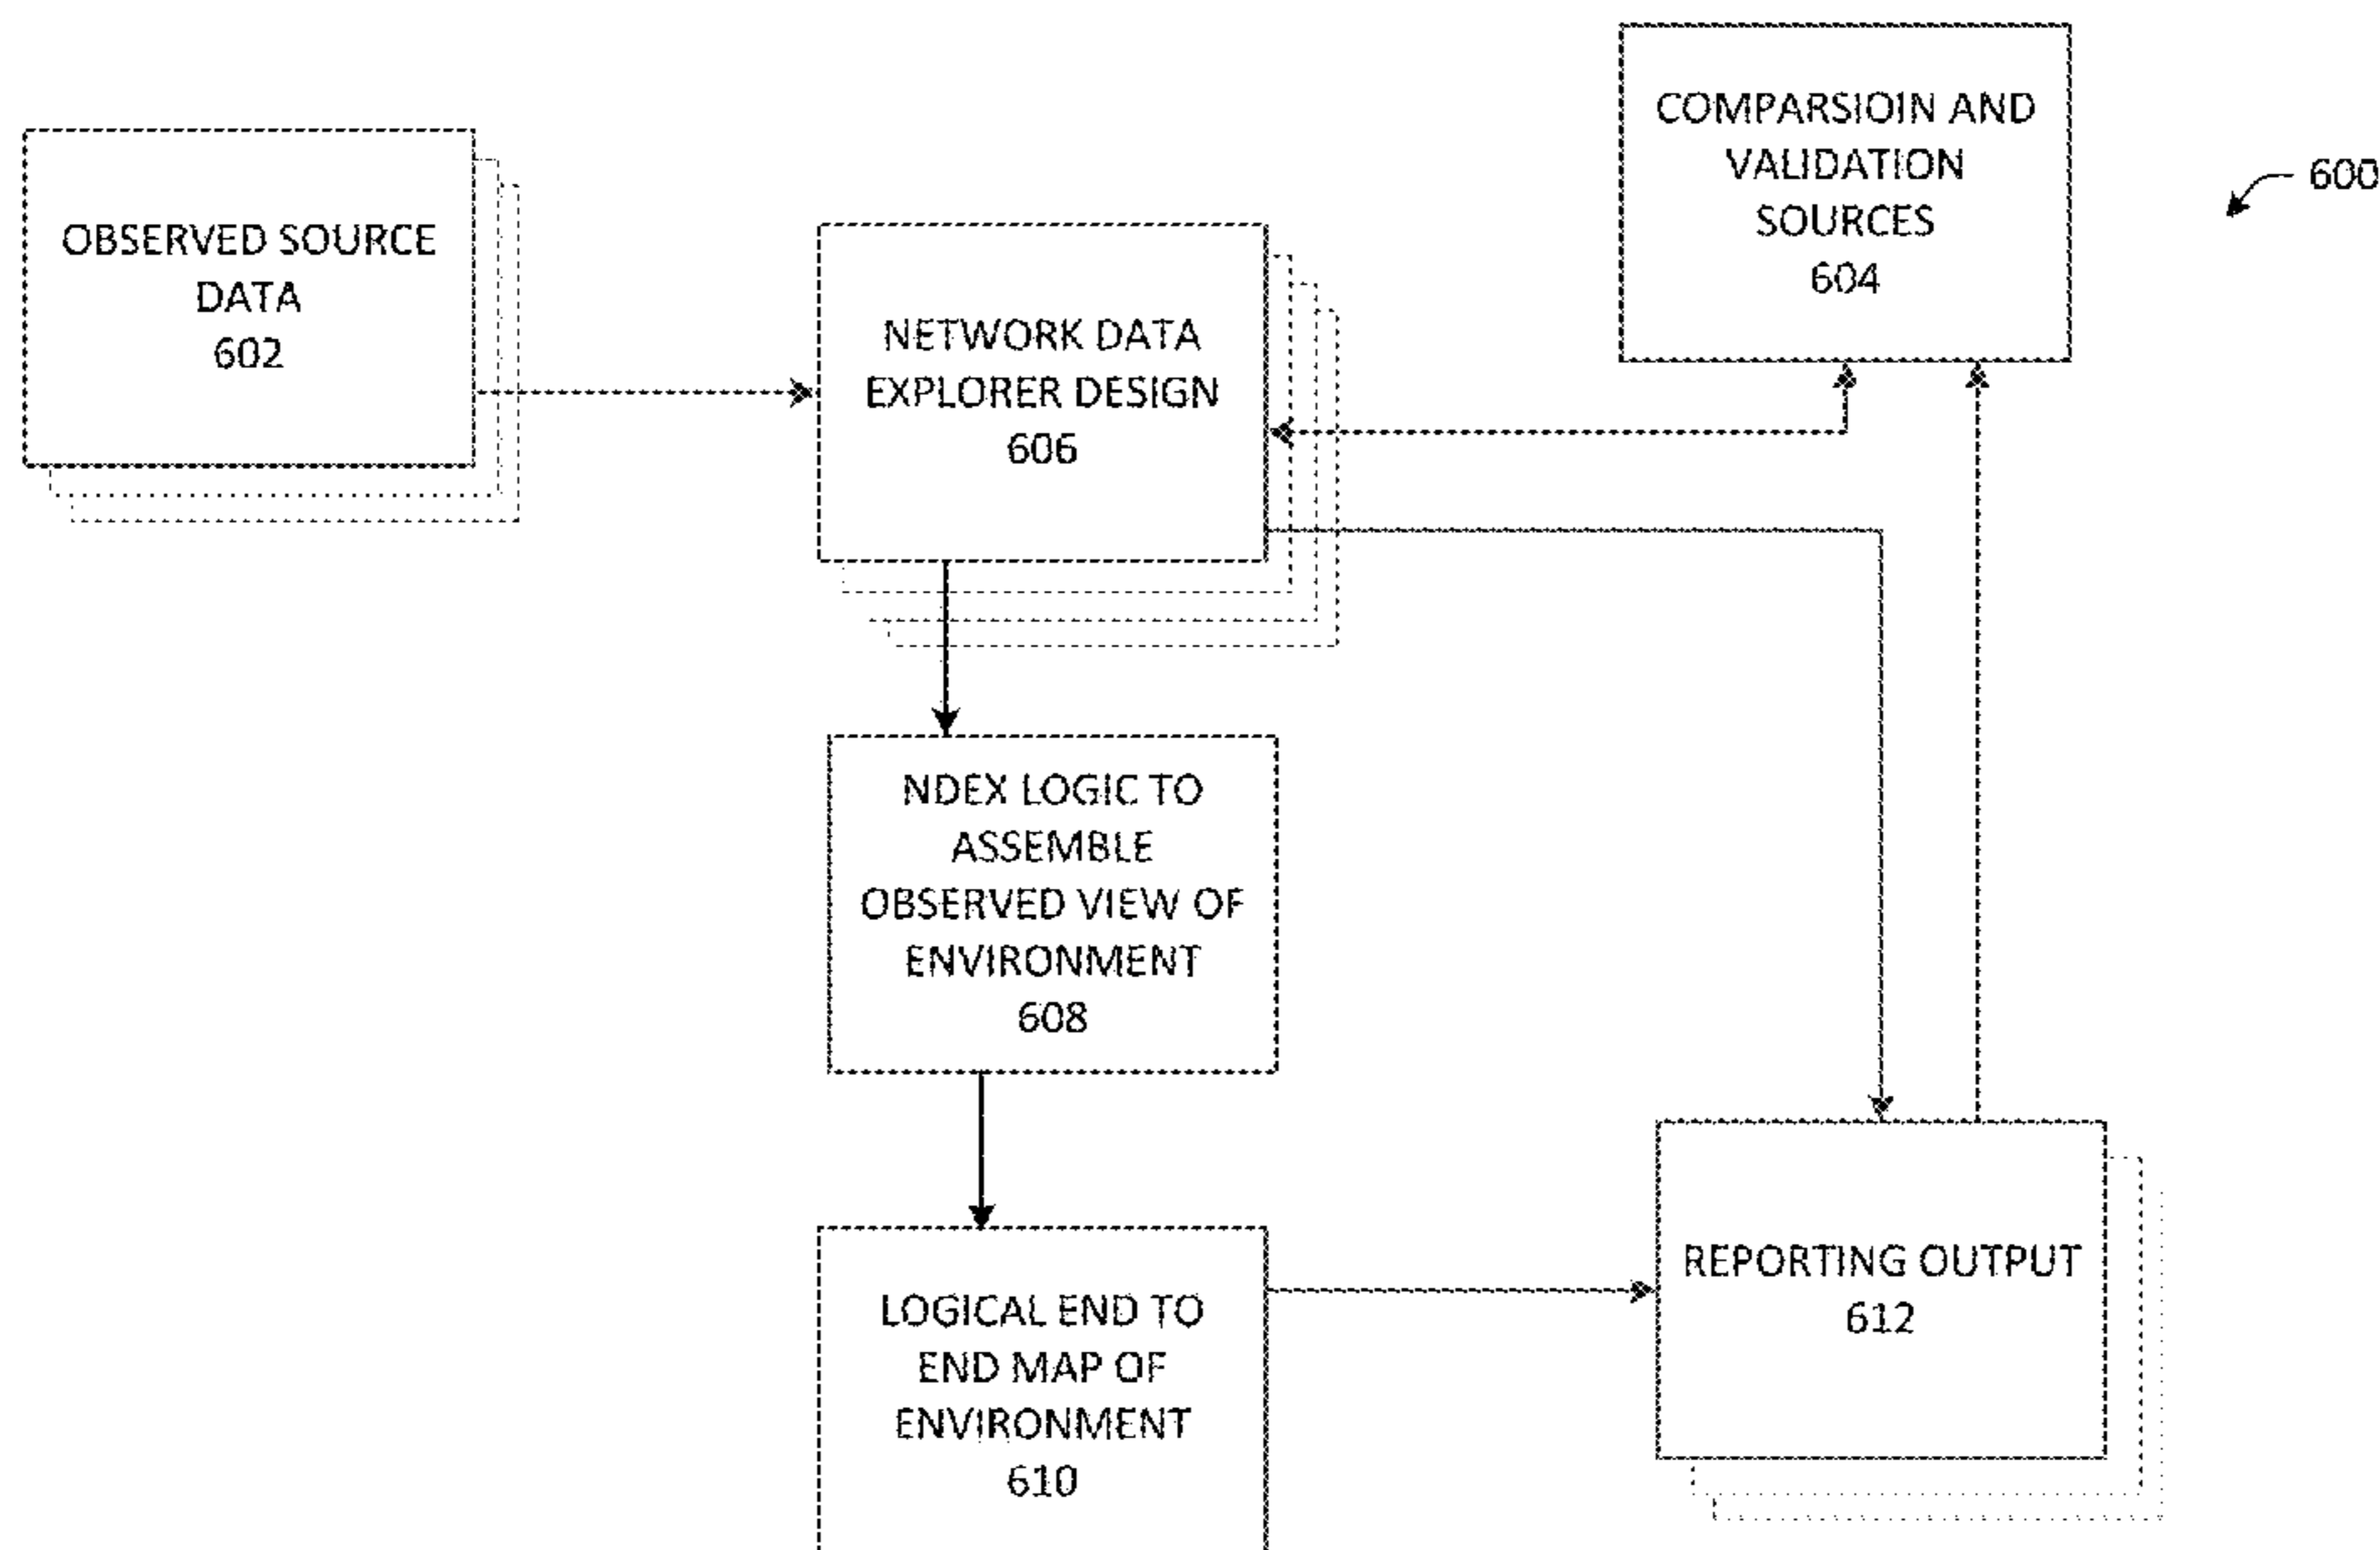 OBSERVED SOURCE
DATA
602
NETWORK DATA
EXPLORER DESIGN
606
COMPARSIOIN AND
VALIDATION
SOURCES
604
600
NDEX LOGIC TO
ASSEMBLE
OBSERVED VIEW OF
ENVIRONMENT
608
LOGICAL END TO
END MAP OF
ENVIRONMENT
610
REPORTING OUTPUT
612